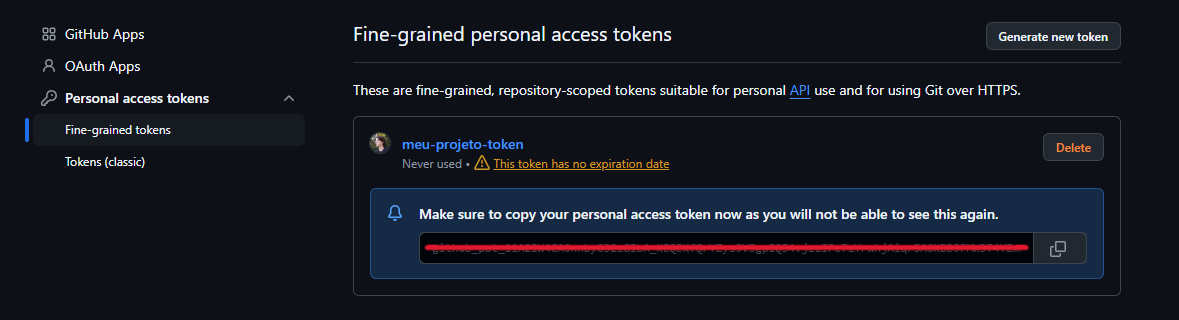 GitHub Apps
OAuth Apps
Personal access tokens
Fine-grained tokens
Tokens (classic)
Fine-grained personal access tokens
Generate new token
These are fine-grained, repository-scoped tokens suitable for personal API use and for using Git over HTTPS.
meu-projeto-token
Delete
Never used • This token has no expiration date
Make sure to copy your personal access token now as you will not be able to see this again.